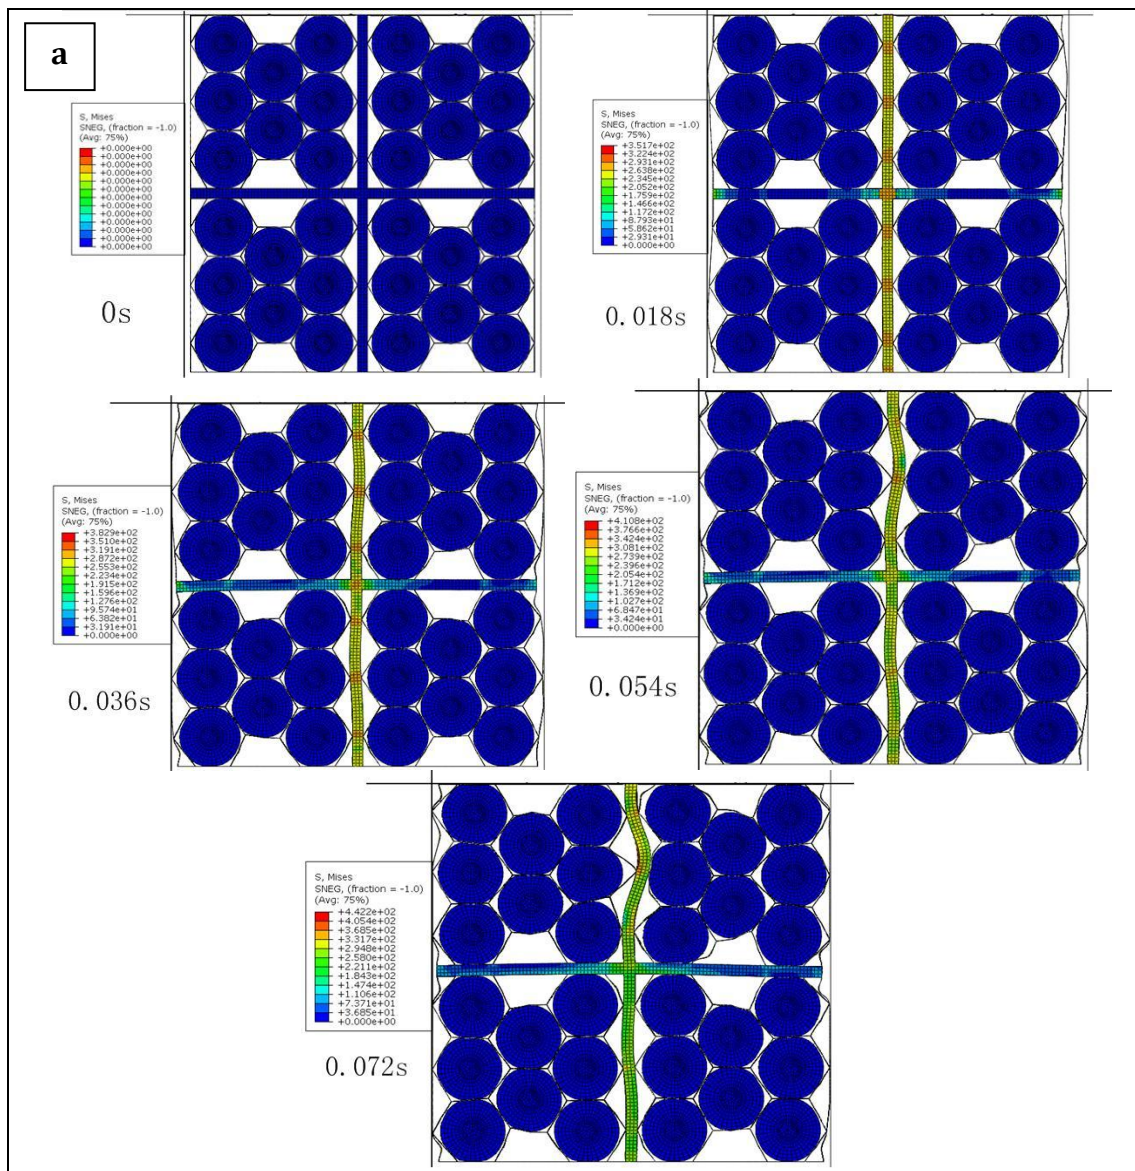 a
S, Mises
SNEG, (fraction = -1.0)
(Avg: 75%)
+0.000e+00
+0.000e+00
+0.000e+00
+0.000e+00
+0.000e+00
+0.000e+00
+0.000e+00
+0.000e+00
+0.000e+00
+0.000e+00
+0.000e+00
+0.000e+00
+0.000e+00
0s
S, Mises
SNEG, (fraction = -1.0)
(Avg: 75%)
+3.517e+02
+3.224e+02
+2.931e+02
+2.638e+02
+2.345e+02
+2.052e+02
+1.759e+02
+1.466e+02
+1.172e+02
+8.793e+01
+5.862e+01
+2.931e+01
+0.000e+00
0.018s
S, Mises
SNEG, (fraction = -1.0)
(Avg: 75%)
+3.829e+02
+3.510e+02
+3.191e+02
+2.872e+02
+2.553e+02
+2.234e+02
+1.915e+02
+1.596e+02
+1.276e+02
+9.574e+01
+6.382e+01
+3.191e+01
+0.000e+00
0.036s
S, Mises
SNEG, (fraction = -1.0)
(Avg: 75%)
+4.108e+02
+3.766e+02
+3.424e+02
+3.081e+02
+2.739e+02
+2.396e+02
+2.054e+02
+1.712e+02
+1.369e+02
+1.027e+02
+6.847e+01
+3.424e+01
+0.000e+00
0.054s
S, Mises
SNEG, (fraction = -1.0)
(Avg: 75%)
+4.422e+02
+4.054e+02
+3.685e+02
+3.317e+02
+2.948e+02
+2.580e+02
+2.211e+02
+1.843e+02
+1.474e+02
+1.106e+02
+7.371e+01
+3.685e+01
+0.000e+00
0.072s